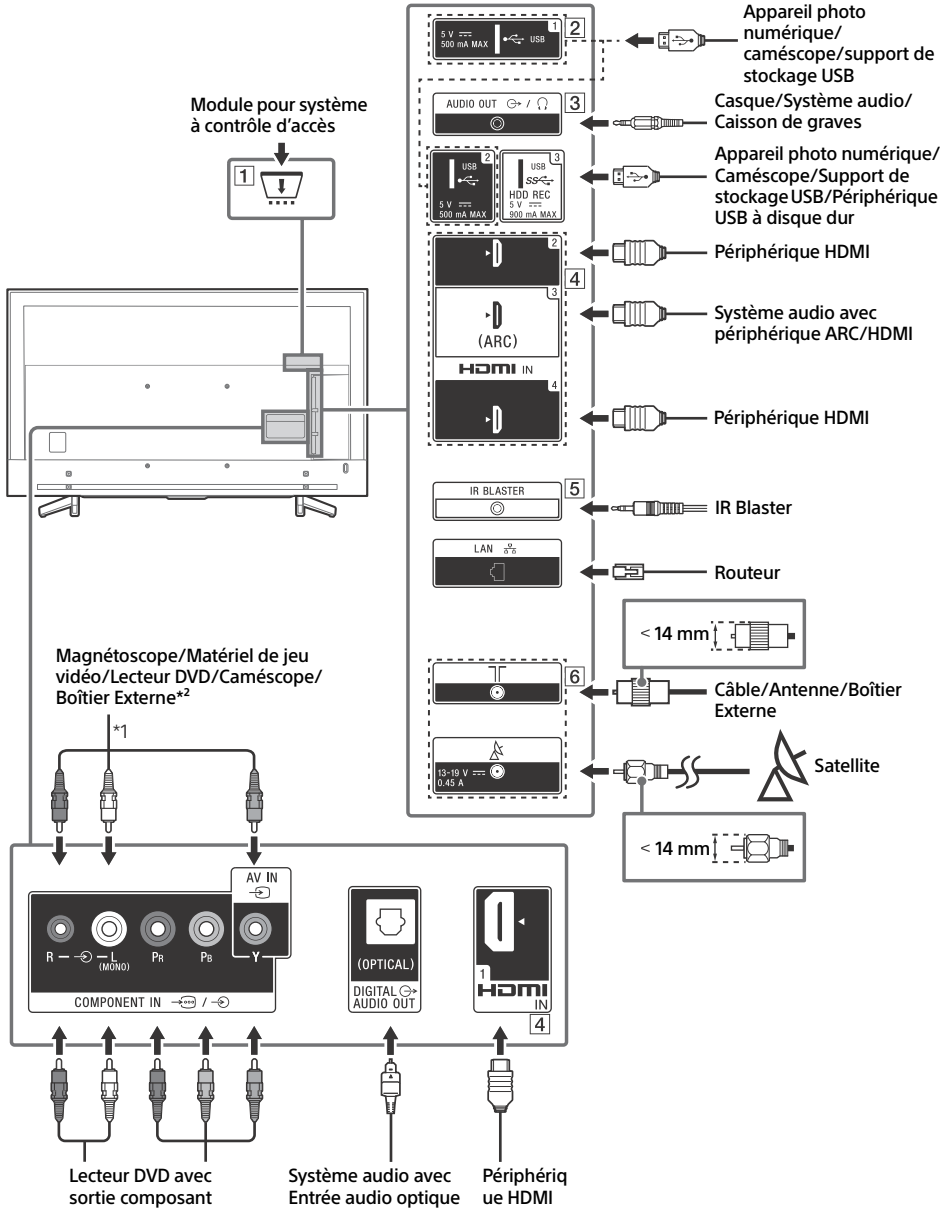 Appareil photo
numérique/
caméscope/support de
stockage USB
1
5 V
500 mA MAX
USB
2
Module pour système
à contrôle d'accès
1
AUDIO OUT /
3
Casque/Système audio/
Caisson de graves
2
USB
5 V
500 mA MAX
3
USB
SS
HDD REC
5 V
900 mA MAX
Appareil photo numérique/
Caméscope/Support de
stockage USB/Périphérique
USB à disque dur
2
Périphérique HDMI
4
3
(ARC)
Système audio avec
périphérique ARC/HDMI
HDMI IN
4
Périphérique HDMI
IR BLASTER
5
IR Blaster
LAN
Routeur
< 14 mm
6
Câble/Antenne/Boîtier
Externe
13-19 V
0.45 A
Satellite
< 14 mm
Magnétoscope/Matériel de jeu
vidéo/Lecteur DVD/Caméscope/
Boîtier Externe*2
*1
AV IN
R — — L
(MONO)
PR
PB
Y
COMPONENT IN /
(OPTICAL)
DIGITAL
AUDIO OUT
1
HDMI
IN
4
Lecteur DVD avec
sortie composant
Système audio avec
Entrée audio optique
Périphériq
ue HDMI